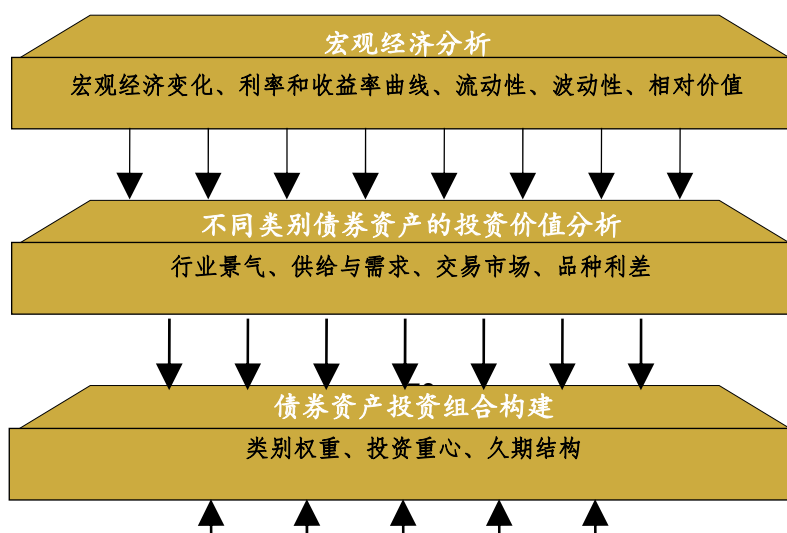 宏观经济分析
宏观经济变化、利率和收益率曲线、流动性、波动性、相对价值
不同类别债券资产的投资价值分析
行业景气、供给与需求、交易市场、品种利差
债券资产投资组合构建
类别权重、投资重心、久期结构